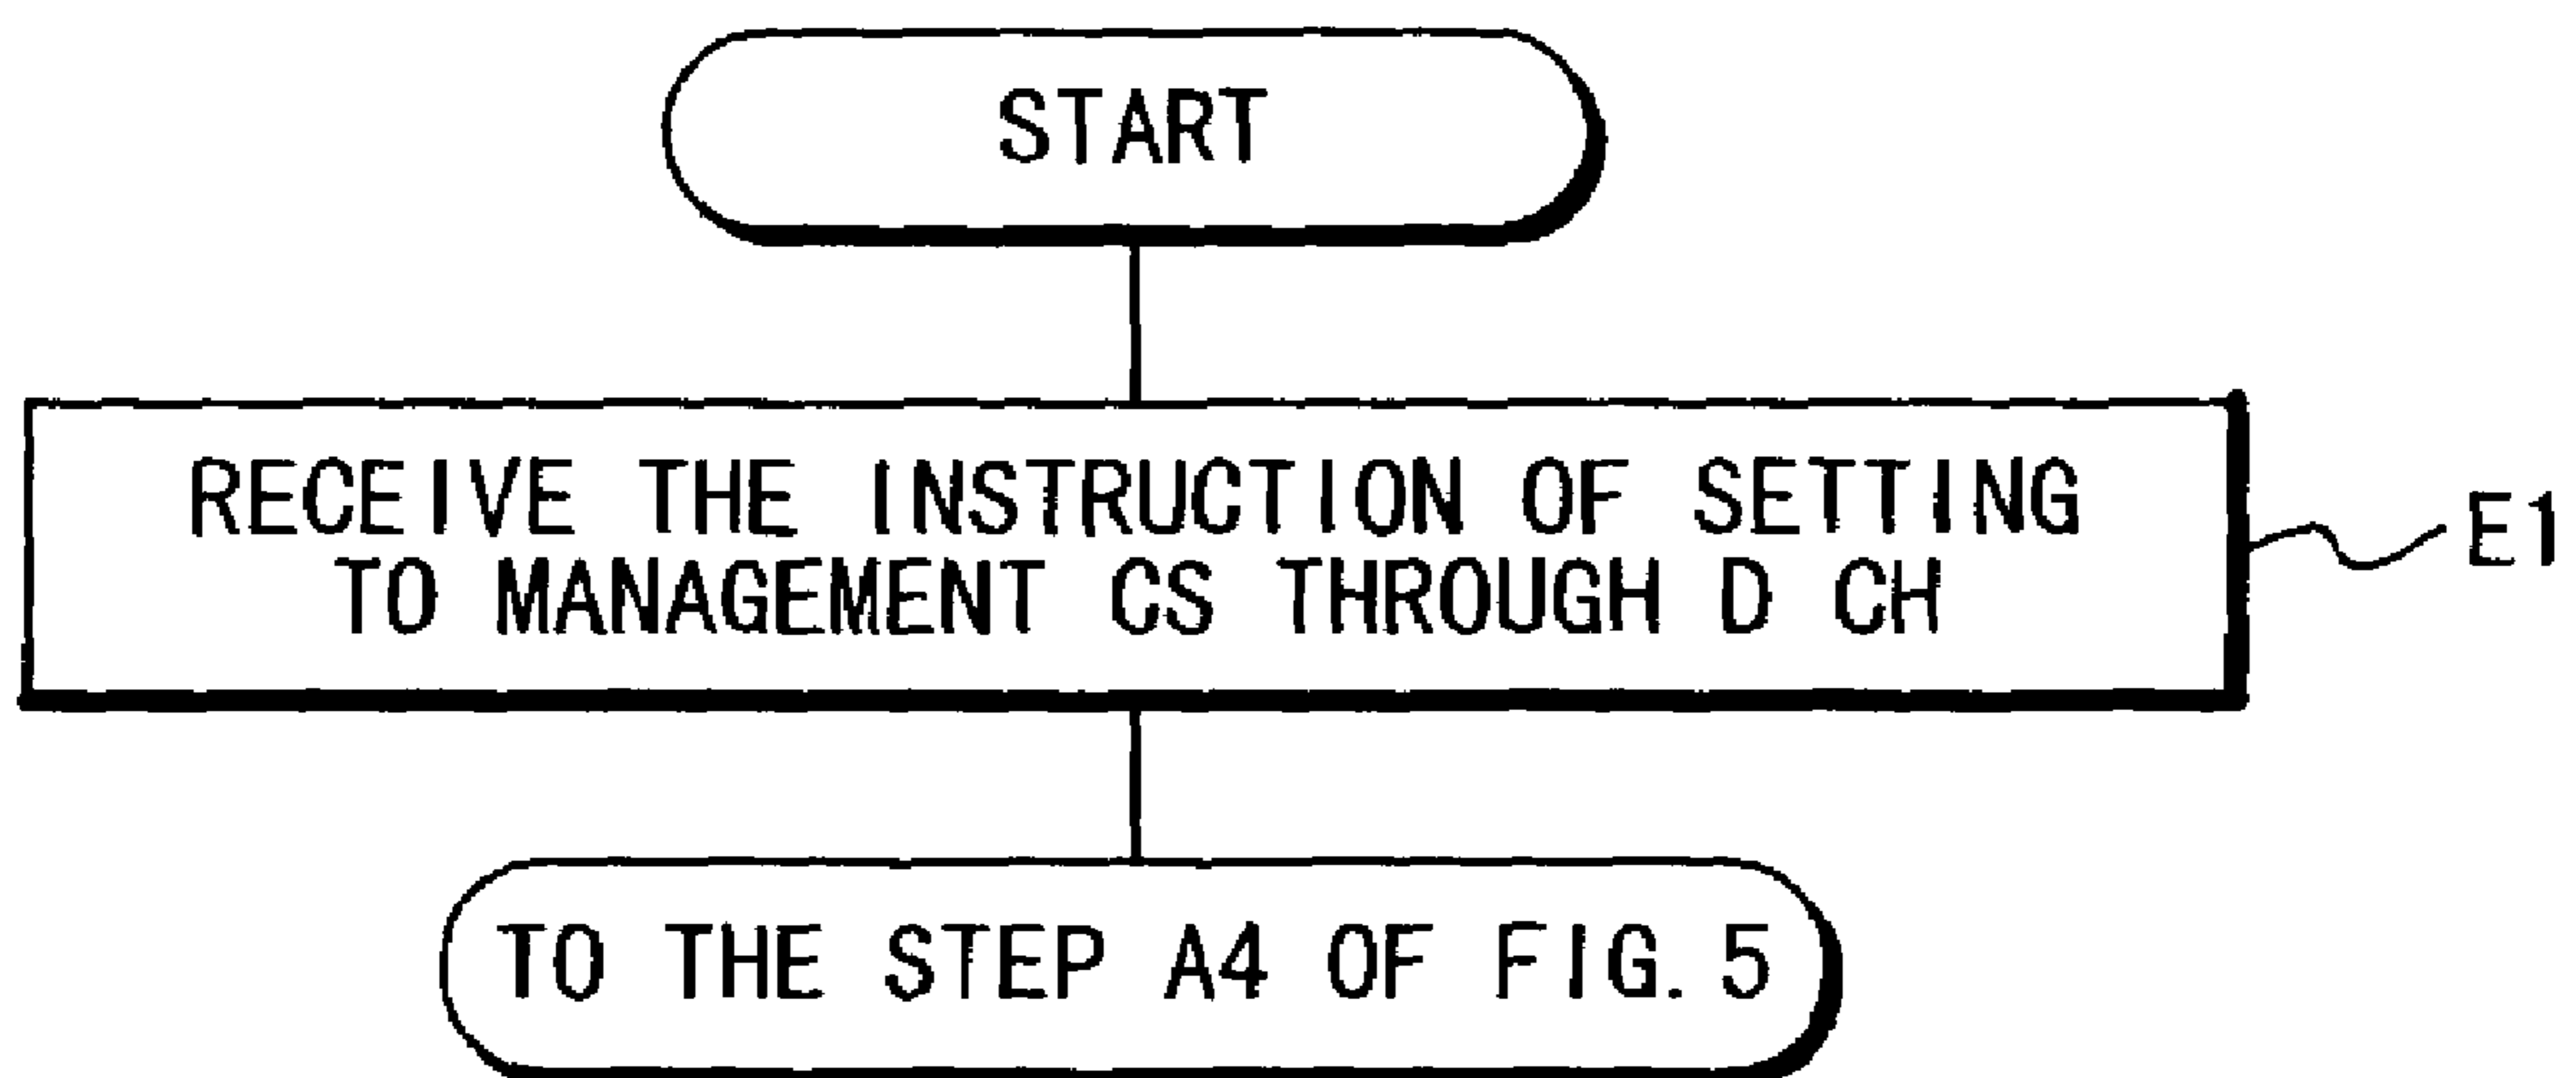 START
RECEIVE THE INSTRUCTION OF SETTING
TO MANAGEMENT CS THROUGH D CH
E1
TO THE STEP A4 OF FIG. 5